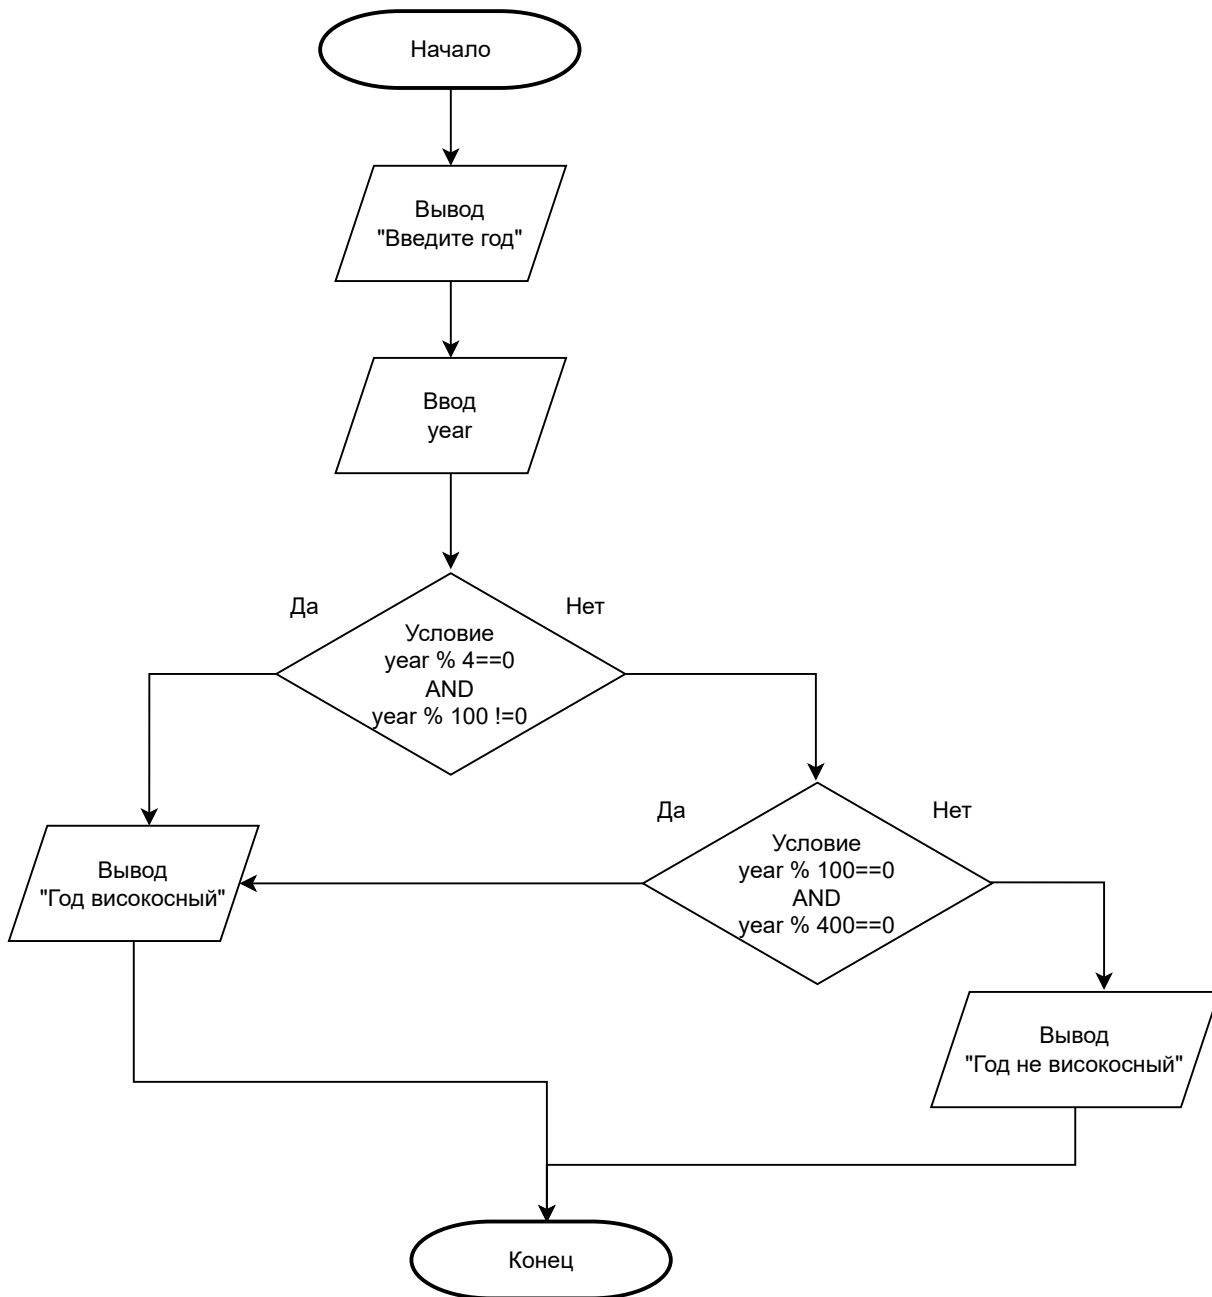 Начало
Вывод
"Введите год"
Ввод
year
Да
Нет
Условие
year % 4==0
AND
year % 100 !=0
Да
Нет
Условие
year % 100==0
AND
year % 400==0
Вывод
"Год високосный"
Вывод
"Год не високосный"
Конец